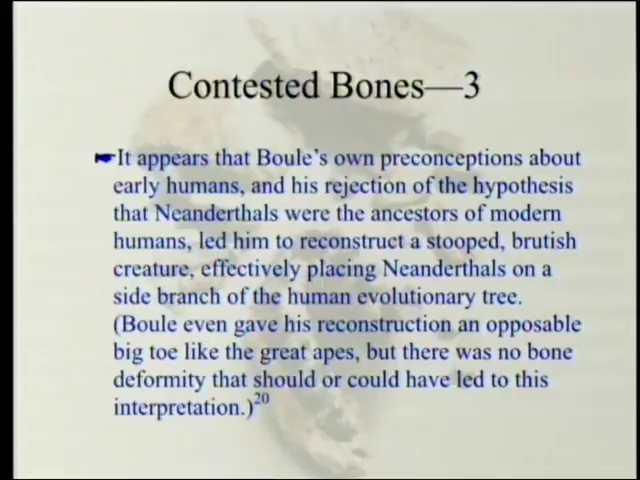 Contested Bones—3
It appears that Boule's own preconceptions about
early humans, and his rejection of the hypothesis
that Neanderthals were the ancestors of modern
humans, led him to reconstruct a stooped, brutish
creature, effectively placing Neanderthals on a
side branch of the human evolutionary tree.
(Boule even gave his reconstruction an opposable
big toe like the great apes, but there was no bone
deformity that should or could have led to this
interpretation.)20